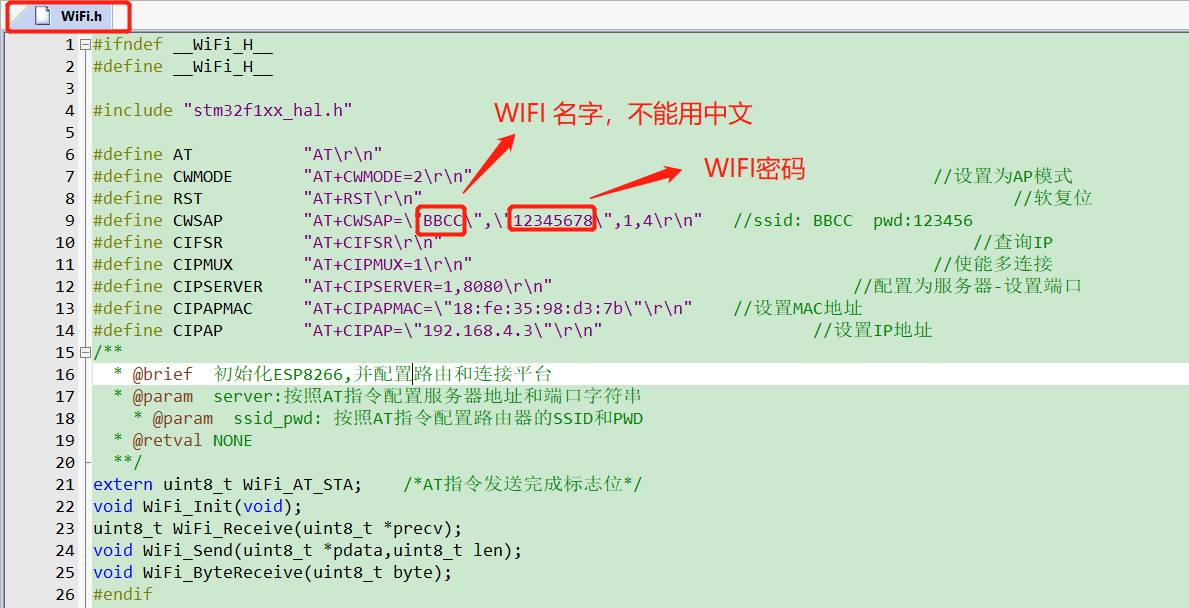 WiFi.h
1 #ifndef __WiFi_H__
2 #define __WiFi_H__
3
4 #include "stm32f1xx_hal.h"
WIFI 名字，不能用中文
5
6 #define AT "AT\r\n"
WIFI密码
7 #define CWMODE "AT+CWMODE=2\r\n" //设置为AP模式
8 #define RST "AT+RST\r\n" //软复位
9 #define CWSAP "AT+CWSAP=\"BBCC\",\"12345678\",1,4\r\n" //ssid: BBCC pwd:123456
10 #define CIFSR "AT+CIFSR\r\n" //查询IP
11 #define CIPMUX "AT+CIPMUX=1\r\n" //使能多连接
12 #define CIPSERVER "AT+CIPSERVER=1,8080\r\n" //配置为服务器-设置端口
13 #define CIPAPMAC "AT+CIPAPMAC=\"18:fe:35:98:d3:7b\"\r\n" //设置MAC地址
14 #define CIPAP "AT+CIPAP=\"192.168.4.3\"\r\n" //设置IP地址
15 /**
16 * @brief 初始化ESP8266,并配置路由和连接平台
17 * @param server:按照AT指令配置服务器地址和端口字符串
18 * @param ssid_pwd: 按照AT指令配置路由器的SSID和PWD
19 * @retval NONE
20 **/
21 extern uint8_t WiFi_AT_STA; /*AT指令发送完成标志位*/
22 void WiFi_Init(void);
23 uint8_t WiFi_Receive(uint8_t *precv);
24 void WiFi_Send(uint8_t *pdata,uint8_t len);
25 void WiFi_ByteReceive(uint8_t byte);
26 #endif